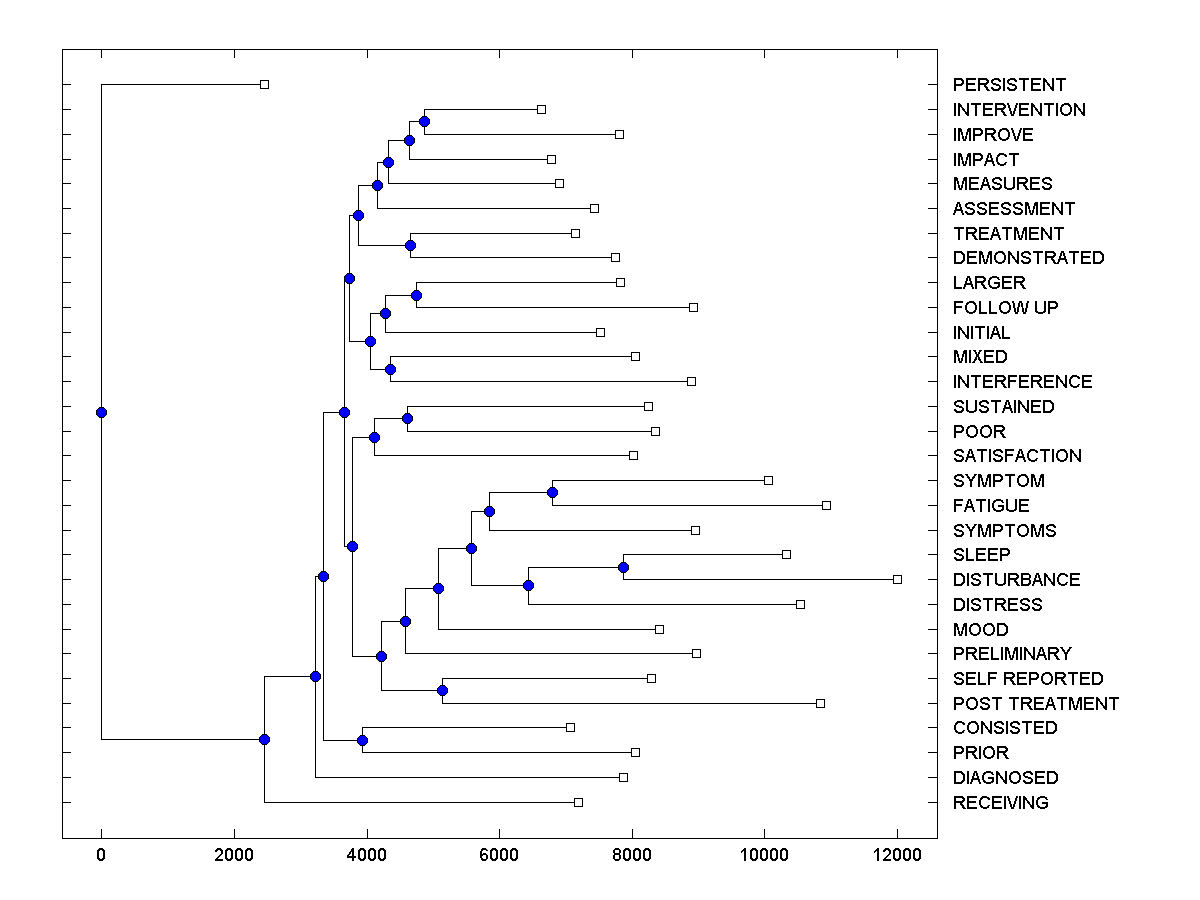 PERSISTENT
INTERVENTION
IMPROVE
IMPACT
MEASURES
ASSESSMENT
TREATMENT
DEMONSTRATED
LARGER
FOLLOW UP
INITIAL
MIXED
INTERFERENCE
SUSTAINED
POOR
SATISFACTION
SYMPTOM
FATIGUE
SYMPTOMS
SLEEP
DISTURBANCE
DISTRESS
MOOD
PRELIMINARY
SELF REPORTED
POST TREATMENT
CONSISTED
PRIOR
DIAGNOSED
RECEIVING
0 2000 4000 6000 8000 10000 12000